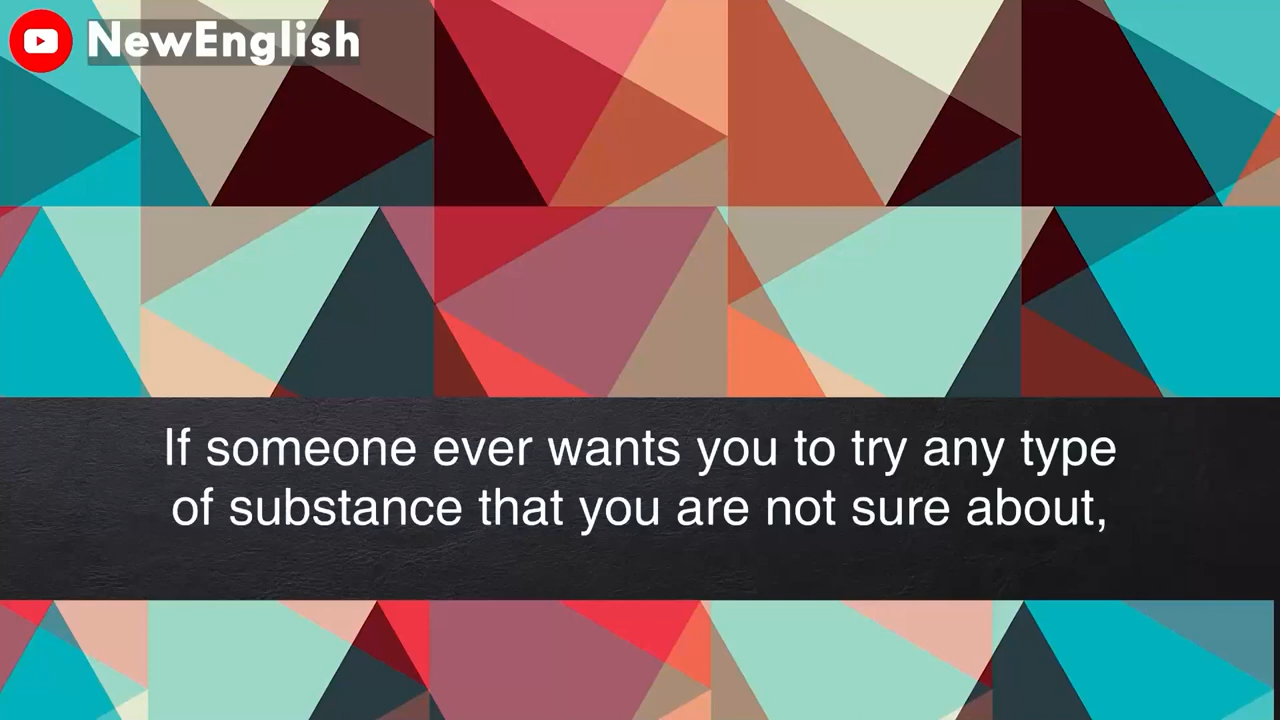 NewEnglish
If someone ever wants you to try any type
of substance that you are not sure about,